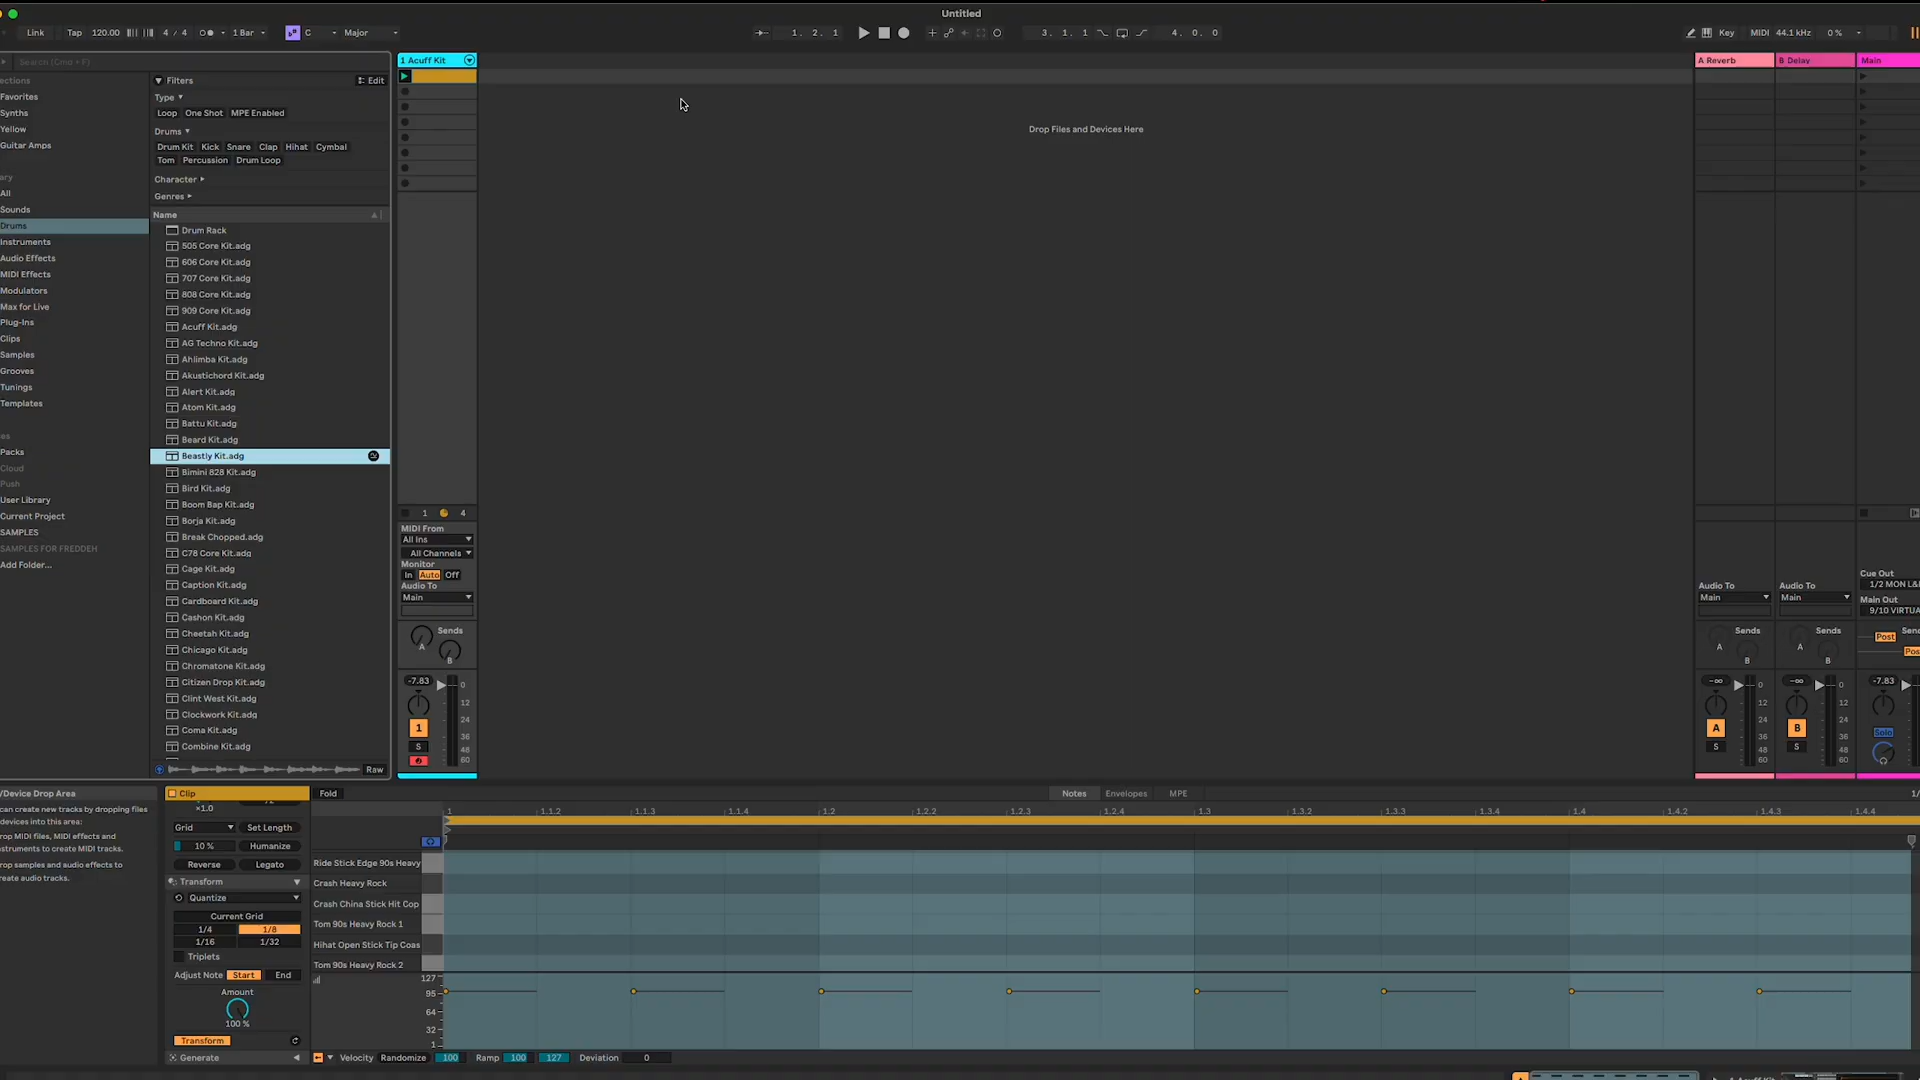 Untitled
Link Tap 120.00 4 / 4 1 Bar C Major 1. 2. 1 3. 1. 1 4. 0. 0 Key MIDI 44.1 kHz 0 %
Search (Cmd + F)
ections
Favorites
Synths
Yellow
Guitar Amps
ary
All
Sounds
Drums
Instruments
Audio Effects
MIDI Effects
Modulators
Max for Live
Plug-Ins
Clips
Samples
Grooves
Tunings
Templates
es
Packs
Cloud
Push
User Library
Current Project
SAMPLES
SAMPLES FOR FREDDEH
Add Folder...
Filters Edit
Type
Loop One Shot MPE Enabled
Drums
Drum Kit Kick Snare Clap Hihat Cymbal
Tom Percussion Drum Loop
Character
Genres
Name
Drum Rack
505 Core Kit.adg
606 Core Kit.adg
707 Core Kit.adg
808 Core Kit.adg
909 Core Kit.adg
Acuff Kit.adg
AG Techno Kit.adg
Ahlimba Kit.adg
Akustichord Kit.adg
Alert Kit.adg
Atom Kit.adg
Battu Kit.adg
Beard Kit.adg
Beastly Kit.adg
Bimini 828 Kit.adg
Bird Kit.adg
Boom Bap Kit.adg
Borja Kit.adg
Break Chopped.adg
C78 Core Kit.adg
Cage Kit.adg
Caption Kit.adg
Cardboard Kit.adg
Cashon Kit.adg
Cheetah Kit.adg
Chicago Kit.adg
Chromatone Kit.adg
Citizen Drop Kit.adg
Clint West Kit.adg
Clockwork Kit.adg
Coma Kit.adg
Combine Kit.adg
Raw
1 Acuff Kit
Drop Files and Devices Here
A Reverb B Delay Main
1 4
MIDI From
All Ins
All Channels
Monitor
In Auto Off
Audio To
Main
Sends
A
B
-7.83
0
12
24
36
48
60
1
S
Audio To
Main
Sends
A
B
-∞
0
12
24
36
48
60
A
S
Audio To
Main
Sends
A
B
-∞
0
12
24
36
48
60
B
S
Cue Out
1/2 MON L&
Main Out
9/10 VIRTUA
Post
Pos
-7.83
Solo
/Device Drop Area
can create new tracks by dropping files
devices into this area:
rop MIDI files, MIDI effects and
nstruments to create MIDI tracks.
rop samples and audio effects to
reate audio tracks.
Clip
×1.0
Grid Set Length
10 % Humanize
Reverse Legato
Transform
Quantize
Current Grid
1/4 1/8
1/16 1/32
Triplets
Adjust Note Start End
Amount
100 %
Transform
Generate
Fold Notes Envelopes MPE
1 1.1.2 1.1.3 1.1.4 1.2 1.2.2 1.2.3 1.2.4 1.3 1.3.2 1.3.3 1.3.4 1.4 1.4.2 1.4.3 1.4.4
Ride Stick Edge 90s Heavy
Crash Heavy Rock
Crash China Stick Hit Cop
Tom 90s Heavy Rock 1
Hihat Open Stick Tip Coas
Tom 90s Heavy Rock 2
127
95
64
32
1
Velocity Randomize 100 Ramp 100 127 Deviation 0